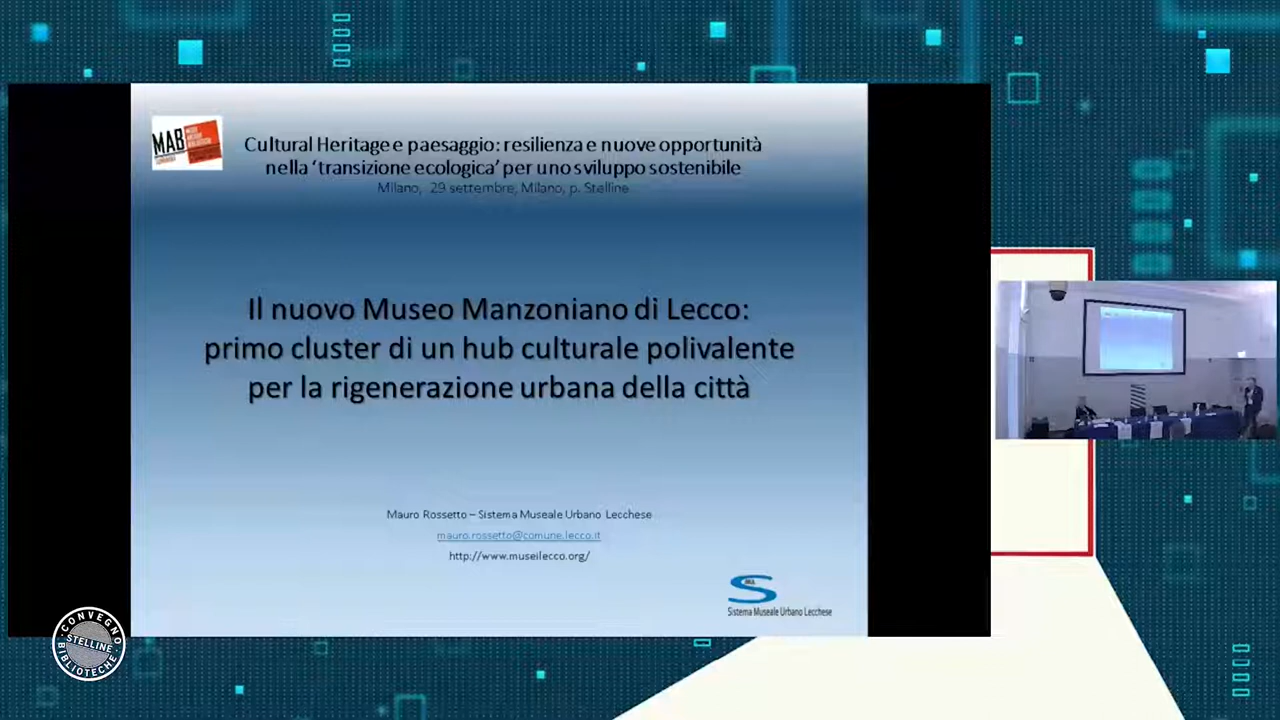 MAB
Cultural Heritage e paesaggio: resilienza e nuove opportunità
nella ‘transizione ecologica’ per uno sviluppo sostenibile
Milano, 29 settembre, Milano, p. Stelline
Il nuovo Museo Manzoniano di Lecco:
primo cluster di un hub culturale polivalente
per la rigenerazione urbana della città
Mauro Rossetto – Sistema Museale Urbano Lecchese
mauro.rossetto@comune.lecco.it
http://www.museilecco.org/
Sistema Museale Urbano Lecchese
CONVEGNO
STELLINE
BIBLIOTECHE